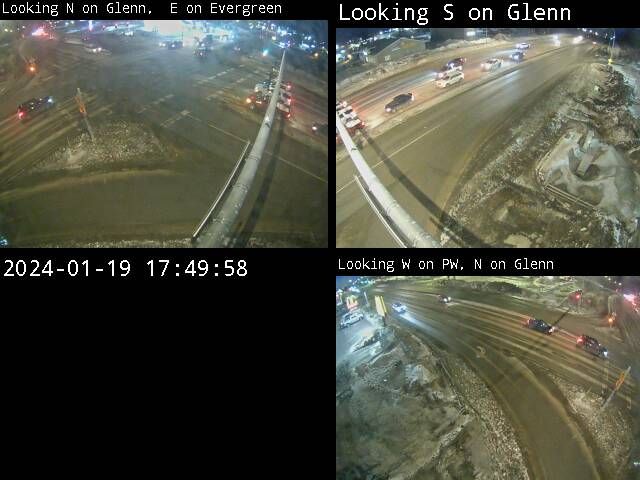 Looking N on Glenn,  E on Evergreen
Looking S on Glenn
2024-01-19 17:49:58
Looking W on PW, N on Glenn